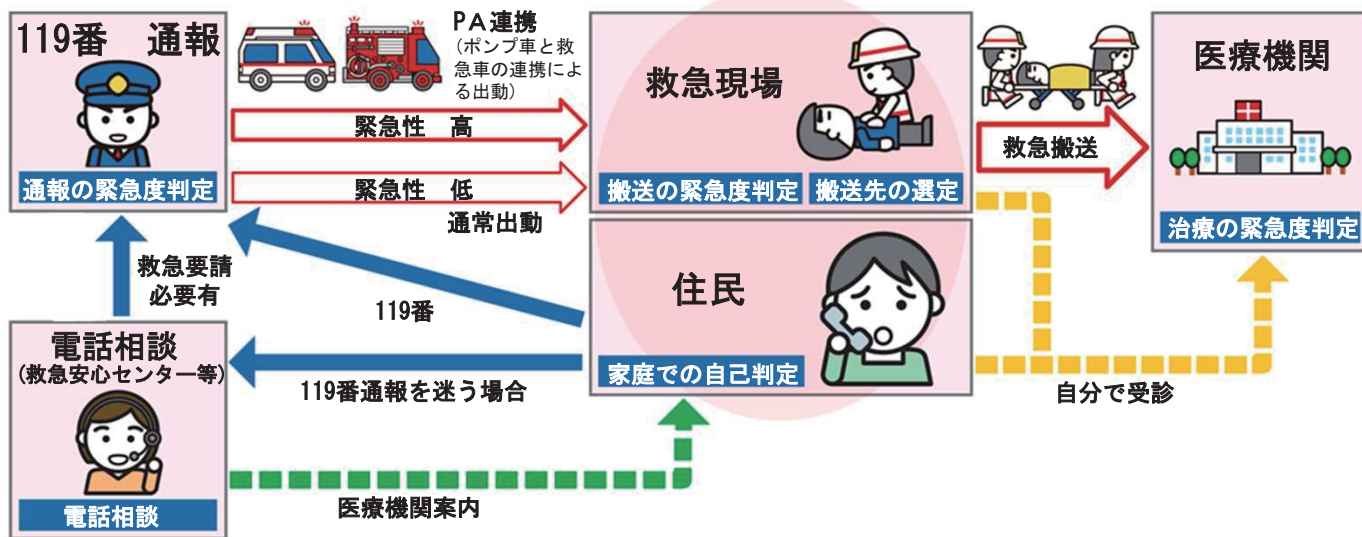 119番　通報
通報の緊急度判定
PA連携
(ポンプ車と救
急車の連携によ
る出動)
緊急性　高
緊急性　低
通常出動
救急現場
搬送の緊急度判定
搬送先の選定
救急搬送
医療機関
治療の緊急度判定
救急要請
必要有
119番
住民
家庭での自己判定
自分で受診
電話相談
(救急安心センター等)
119番通報を迷う場合
電話相談
医療機関案内